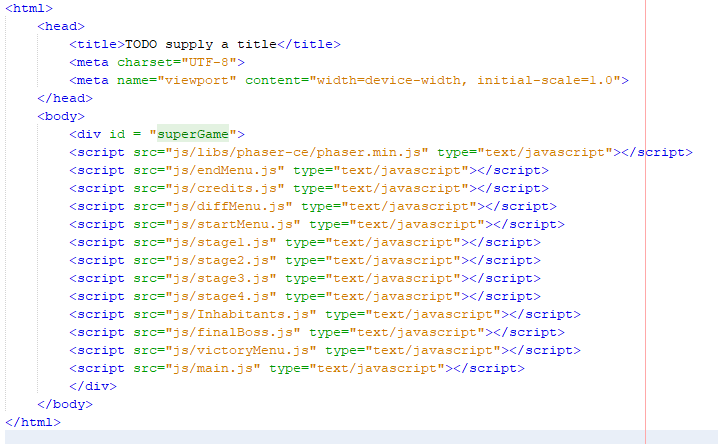 <html>
<head>
<title>TODO supply a title</title>
<meta charset="UTF-8">
<meta name="viewport" content="width=device-width, initial-scale=1.0">
</head>
<body>
<div id = "superGame">
<script src="js/libs/phaser-ce/phaser.min.js" type="text/javascript"></script>
<script src="js/endMenu.js" type="text/javascript"></script>
<script src="js/credits.js" type="text/javascript"></script>
<script src="js/diffMenu.js" type="text/javascript"></script>
<script src="js/startMenu.js" type="text/javascript"></script>
<script src="js/stage1.js" type="text/javascript"></script>
<script src="js/stage2.js" type="text/javascript"></script>
<script src="js/stage3.js" type="text/javascript"></script>
<script src="js/stage4.js" type="text/javascript"></script>
<script src="js/Inhabitants.js" type="text/javascript"></script>
<script src="js/finalBoss.js" type="text/javascript"></script>
<script src="js/victoryMenu.js" type="text/javascript"></script>
<script src="js/main.js" type="text/javascript"></script>
</div>
</body>
</html>